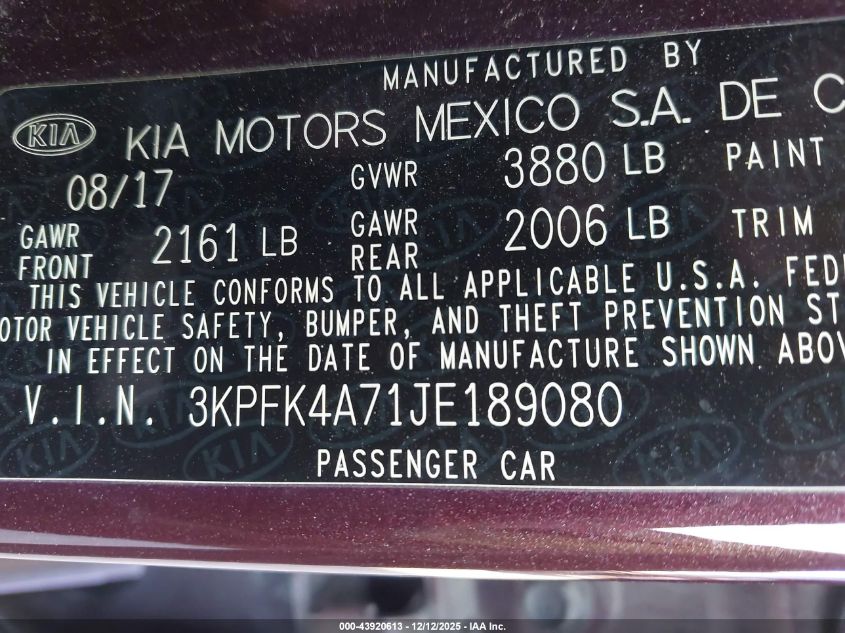 MANUFACTURED BY
KIA KIA MOTORS MEXICO S.A. DE C
08/17 GVWR 3880 LB PAINT
GAWR FRONT 2161 LB GAWR REAR 2006 LB TRIM
THIS VEHICLE CONFORMS TO ALL APPLICABLE U.S.A. FEDE
OTOR VEHICLE SAFETY, BUMPER, AND THEFT PREVENTION ST
IN EFFECT ON THE DATE OF MANUFACTURE SHOWN ABOV
V.I.N. 3KPFK4A71JE189080
PASSENGER CAR
000-43920613 - 12/12/2025 - IAA Inc.